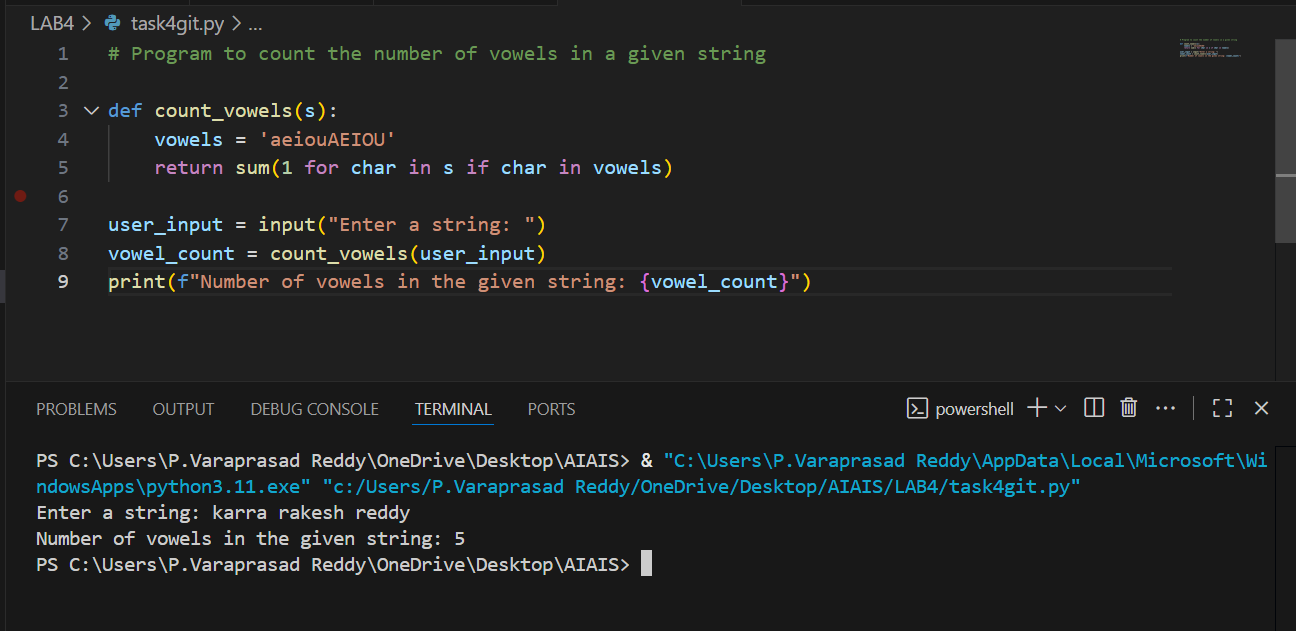 LAB4 > task4git.py > ...
1 # Program to count the number of vowels in a given string
2
3 def count_vowels(s):
4     vowels = 'aeiouAEIOU'
5     return sum(1 for char in s if char in vowels)
6
7 user_input = input("Enter a string: ")
8 vowel_count = count_vowels(user_input)
9 print(f"Number of vowels in the given string: {vowel_count}")
PROBLEMS OUTPUT DEBUG CONSOLE TERMINAL PORTS powershell
PS C:\Users\P.Varaprasad Reddy\OneDrive\Desktop\AIAIS> & "C:\Users\P.Varaprasad Reddy\AppData\Local\Microsoft\Wi
ndowsApps\python3.11.exe" "c:/Users/P.Varaprasad Reddy/OneDrive/Desktop/AIAIS/LAB4/task4git.py"
Enter a string: karra rakesh reddy
Number of vowels in the given string: 5
PS C:\Users\P.Varaprasad Reddy\OneDrive\Desktop\AIAIS>